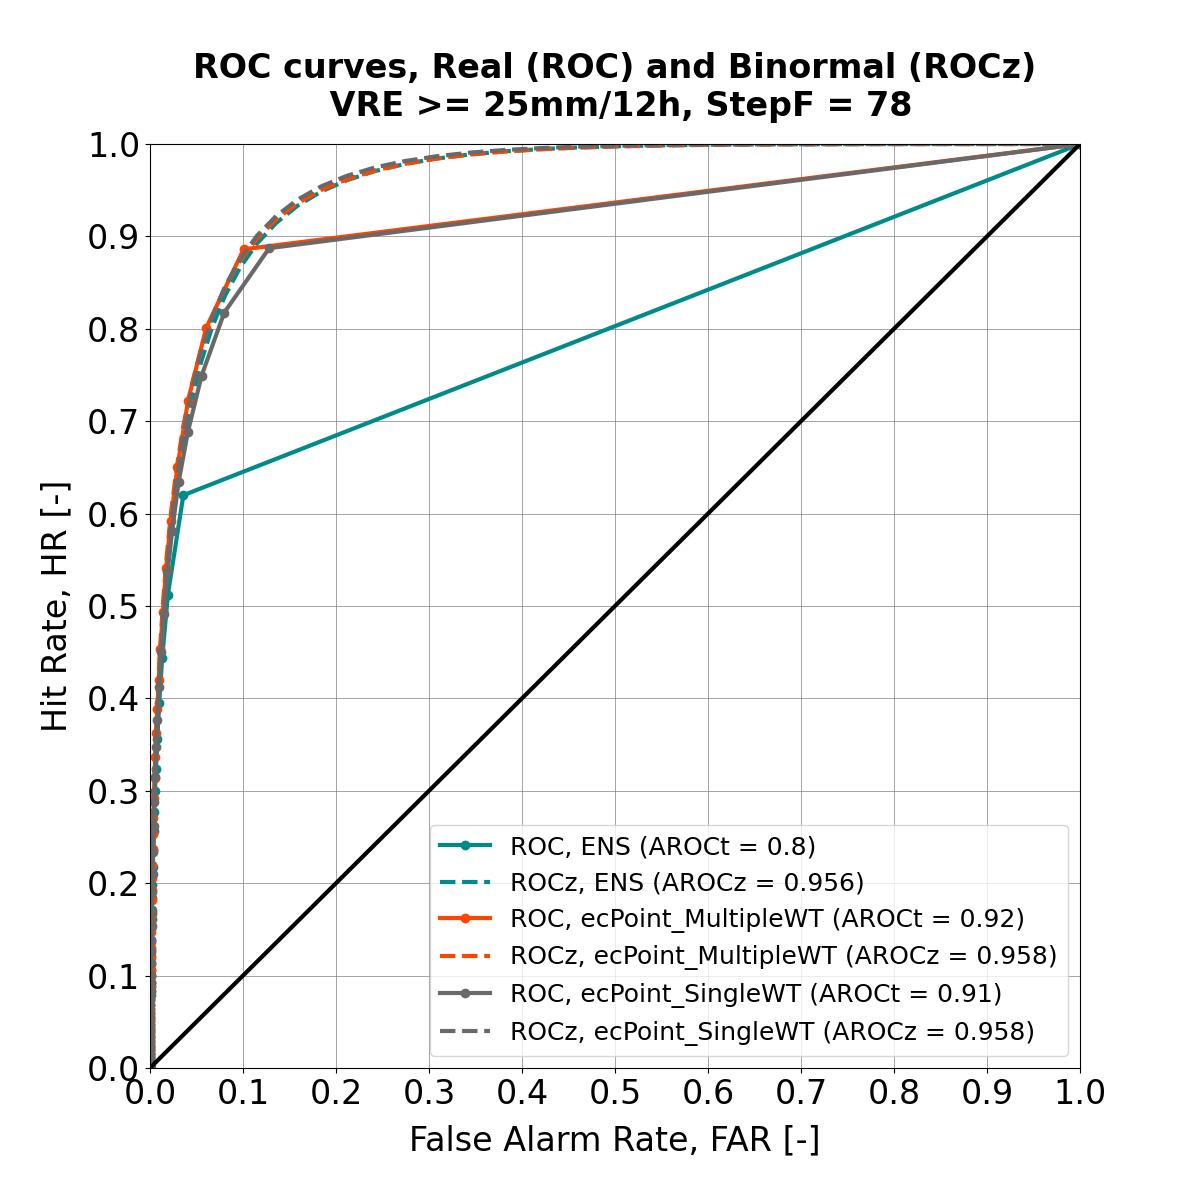 ROC curves, Real (ROC) and Binormal (ROCz)
VRE >= 25mm/12h, StepF = 78
1.0
0.9
0.8
0.7
0.6
0.5
0.4
0.3
0.2
0.1
0.0
Hit Rate, HR [-]
ROC, ENS (AROCt = 0.8)
ROCz, ENS (AROCz = 0.956)
ROC, ecPoint_MultipleWT (AROCt = 0.92)
ROCz, ecPoint_MultipleWT (AROCz = 0.958)
ROC, ecPoint_SingleWT (AROCt = 0.91)
ROCz, ecPoint_SingleWT (AROCz = 0.958)
0.0 0.1 0.2 0.3 0.4 0.5 0.6 0.7 0.8 0.9 1.0
False Alarm Rate, FAR [-]